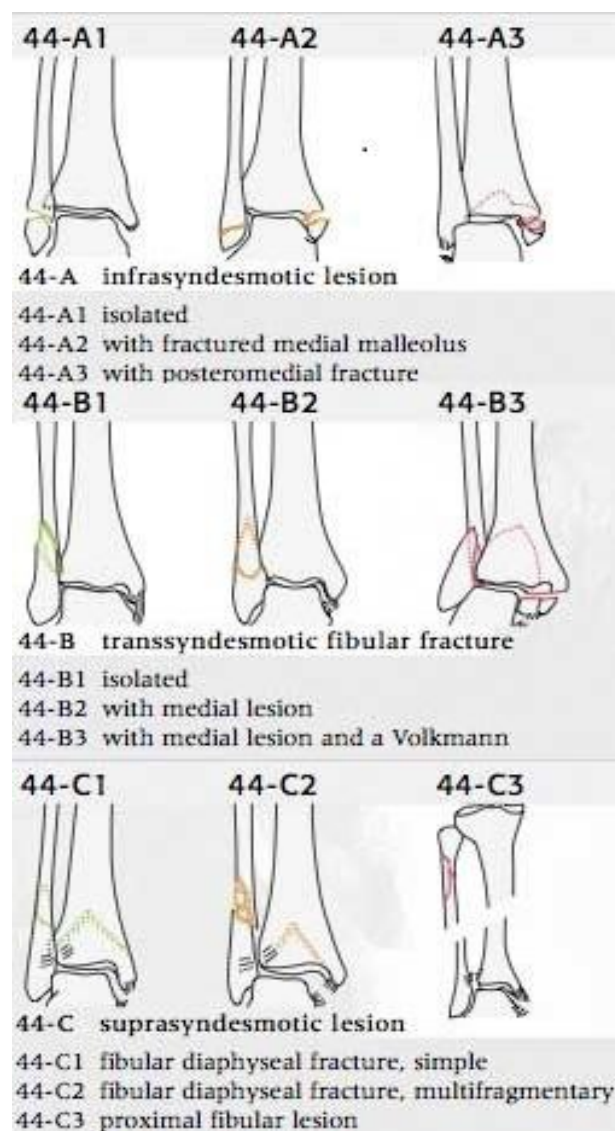 44-A1 44-A2 44-A3
44-A infrasyndesmotic lesion
44-A1 isolated
44-A2 with fractured medial malleolus
44-A3 with posteromedial fracture
44-B1 44-B2 44-B3
44-B transsyndesmotic fibular fracture
44-B1 isolated
44-B2 with medial lesion
44-B3 with medial lesion and a Volkmann
44-C1 44-C2 44-C3
44-C suprasyndesmotic lesion
44-C1 fibular diaphyseal fracture, simple
44-C2 fibular diaphyseal fracture, multifragmentary
44-C3 proximal fibular lesion